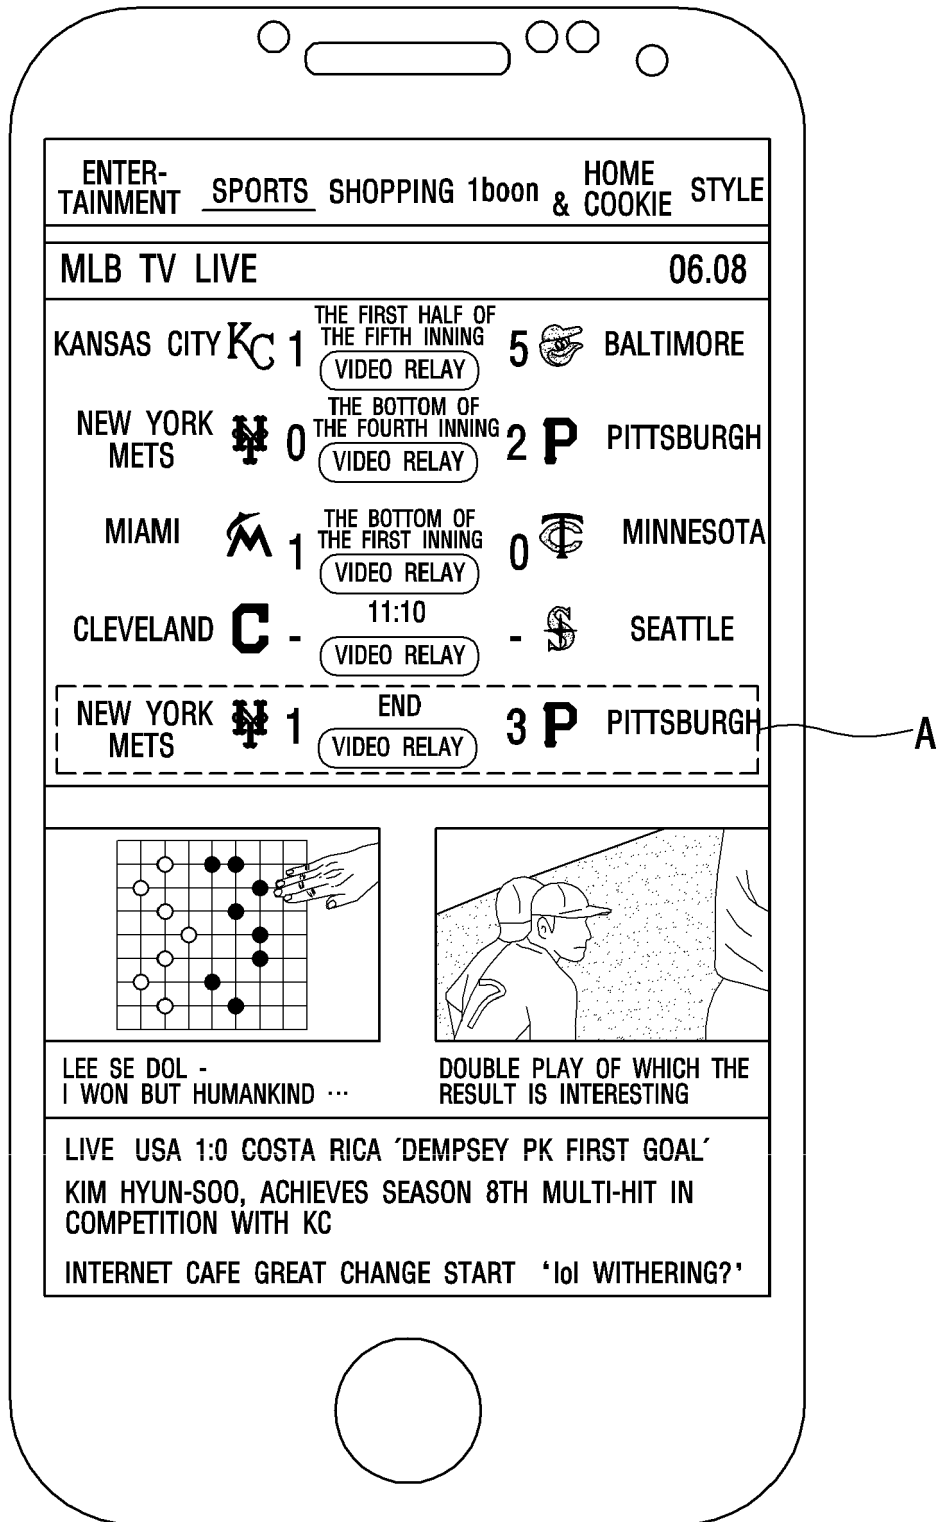 ENTER-
TAINMENT SPORTS SHOPPING 1boon HOME
& COOKIE STYLE
MLB TV LIVE 06.08
THE FIRST HALF OF
THE FIFTH INNING
KANSAS CITY KC 1 5 BALTIMORE
VIDEO RELAY
THE BOTTOM OF
THE FOURTH INNING
NEW YORK
METS NY 0 2 P PITTSBURGH
VIDEO RELAY
THE BOTTOM OF
THE FIRST INNING
MIAMI M 1 0 TC MINNESOTA
VIDEO RELAY
11:10
CLEVELAND C - - S SEATTLE
VIDEO RELAY
END
NEW YORK
METS NY 1 3 P PITTSBURGH
VIDEO RELAY
A
LEE SE DOL -
I WON BUT HUMANKIND ···
DOUBLE PLAY OF WHICH THE
RESULT IS INTERESTING
LIVE USA 1:0 COSTA RICA ´DEMPSEY PK FIRST GOAL´
KIM HYUN-SOO, ACHIEVES SEASON 8TH MULTI-HIT IN
COMPETITION WITH KC
INTERNET CAFE GREAT CHANGE START ‘lol WITHERING?’